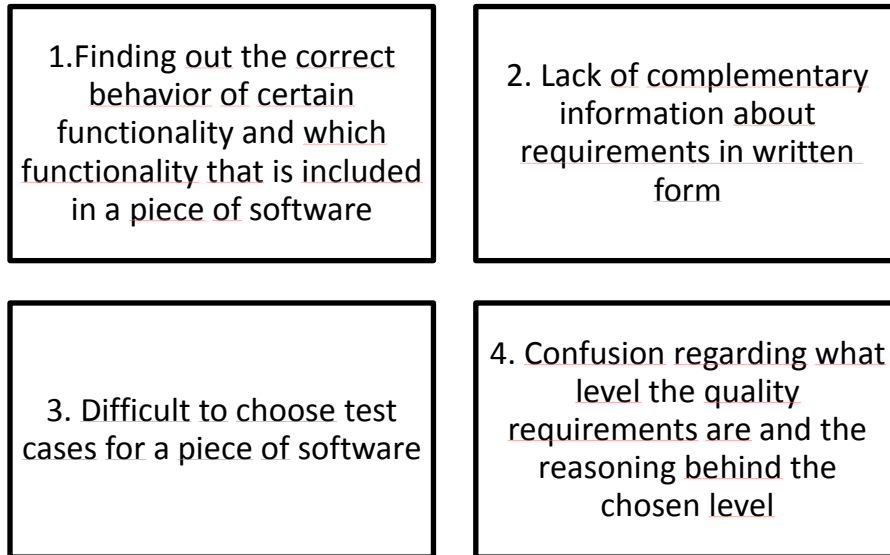 1.Finding out the correct
behavior of certain
functionality and which
functionality that is included
in a piece of software
2. Lack of complementary
information about
requirements in written
form
3. Difficult to choose test
cases for a piece of software
4. Confusion regarding what
level the quality
requirements are and the
reasoning behind the
chosen level